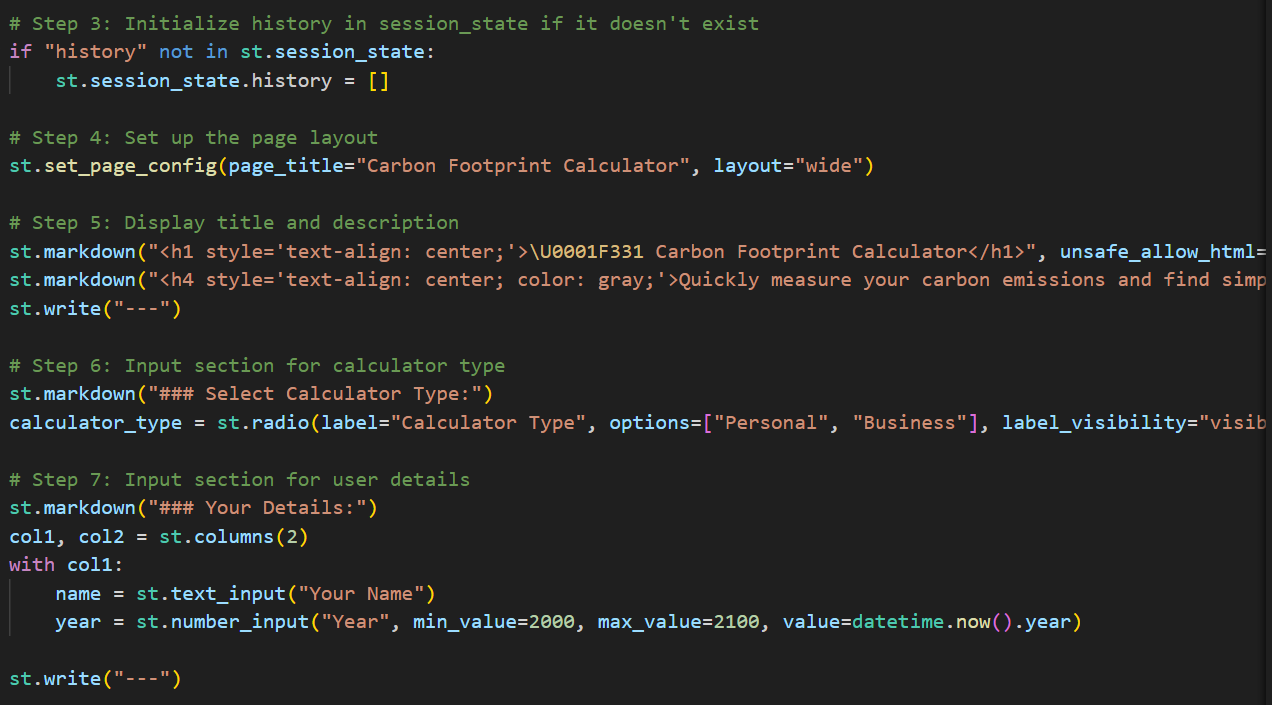 # Step 3: Initialize history in session_state if it doesn't exist
if "history" not in st.session_state:
    st.session_state.history = []
# Step 4: Set up the page layout
st.set_page_config(page_title="Carbon Footprint Calculator", layout="wide")
# Step 5: Display title and description
st.markdown("<h1 style='text-align: center;'>\U0001F331 Carbon Footprint Calculator</h1>", unsafe_allow_html=
st.markdown("<h4 style='text-align: center; color: gray;'>Quickly measure your carbon emissions and find simp
st.write("---")
# Step 6: Input section for calculator type
st.markdown("### Select Calculator Type:")
calculator_type = st.radio(label="Calculator Type", options=["Personal", "Business"], label_visibility="visib
# Step 7: Input section for user details
st.markdown("### Your Details:")
col1, col2 = st.columns(2)
with col1:
    name = st.text_input("Your Name")
    year = st.number_input("Year", min_value=2000, max_value=2100, value=datetime.now().year)
st.write("---")